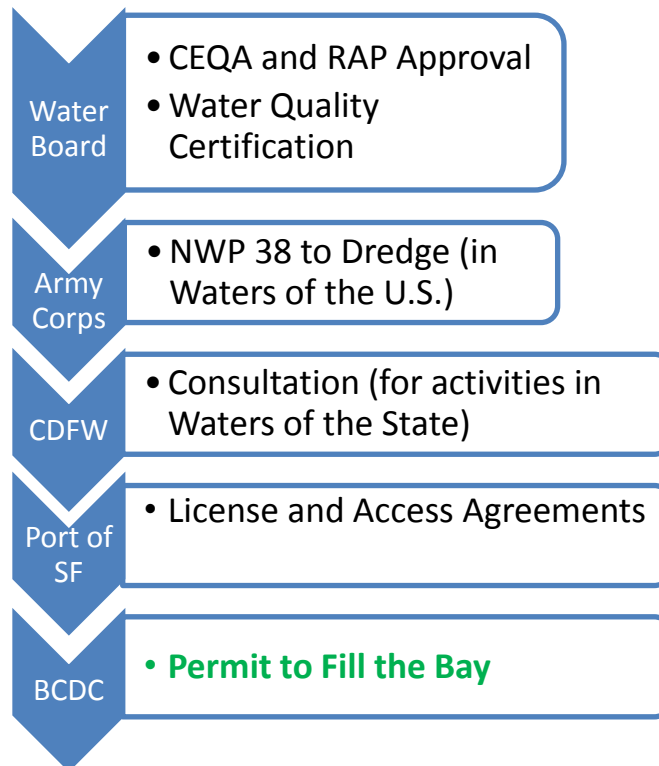 Water
Board
• CEQA and RAP Approval
• Water Quality
Certification
Army
Corps
• NWP 38 to Dredge (in
Waters of the U.S.)
CDFW
• Consultation (for activities in
Waters of the State)
Port of
SF
• License and Access Agreements
BCDC
• Permit to Fill the Bay